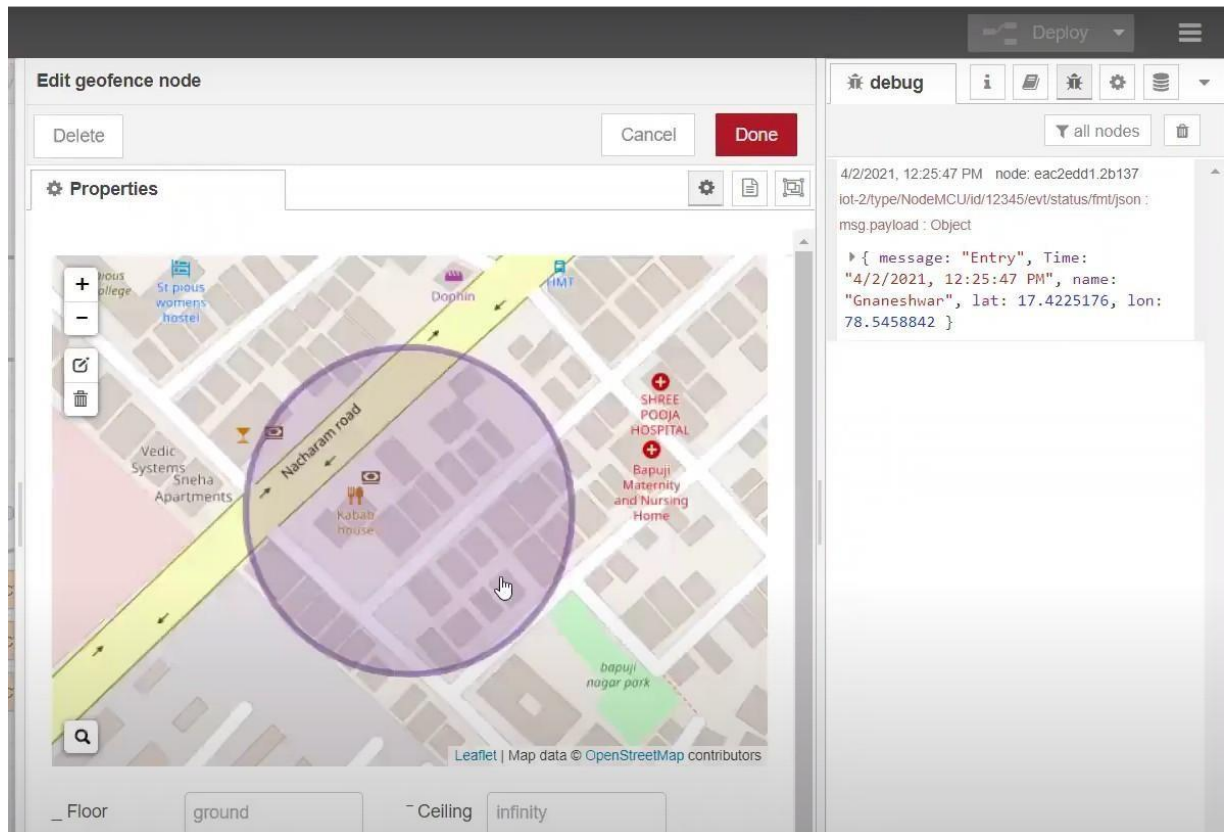 Deploy
Edit geofence node
Delete
Cancel
Done
Properties
debug
i
all nodes
4/2/2021, 12:25:47 PM node: eac2edd1.2b137
iot-2/type/NodeMCU/id/12345/evt/status/fmt/json :
msg.payload : Object
{ message: "Entry", Time:
"4/2/2021, 12:25:47 PM", name:
"Gnaneshwar", lat: 17.4225176, lon:
78.5458842 }
+
−
pious
ollege
St pious
womens
hostel
Dophin
HMT
Nacharam road
SHREE
POOJA
HOSPITAL
Bapuji
Maternity
and Nursing
Home
Vedic
Systems
Sneha
Apartments
Kabab
house
bapuji
nagar park
Leaflet | Map data © OpenStreetMap contributors
_ Floor
ground
‾ Ceiling
infinity